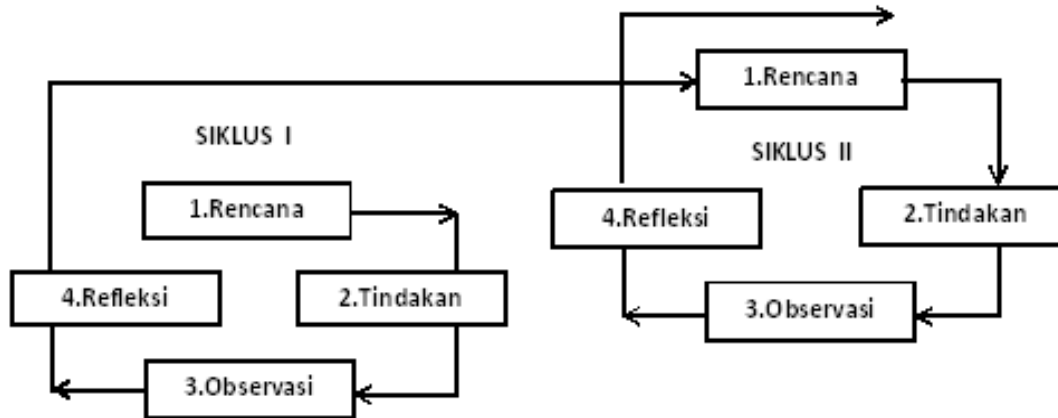 SIKLUS I
1.Rencana
2.Tindakan
3.Observasi
4.Refleksi
SIKLUS II
1.Rencana
2.Tindakan
3.Observasi
4.Refleksi